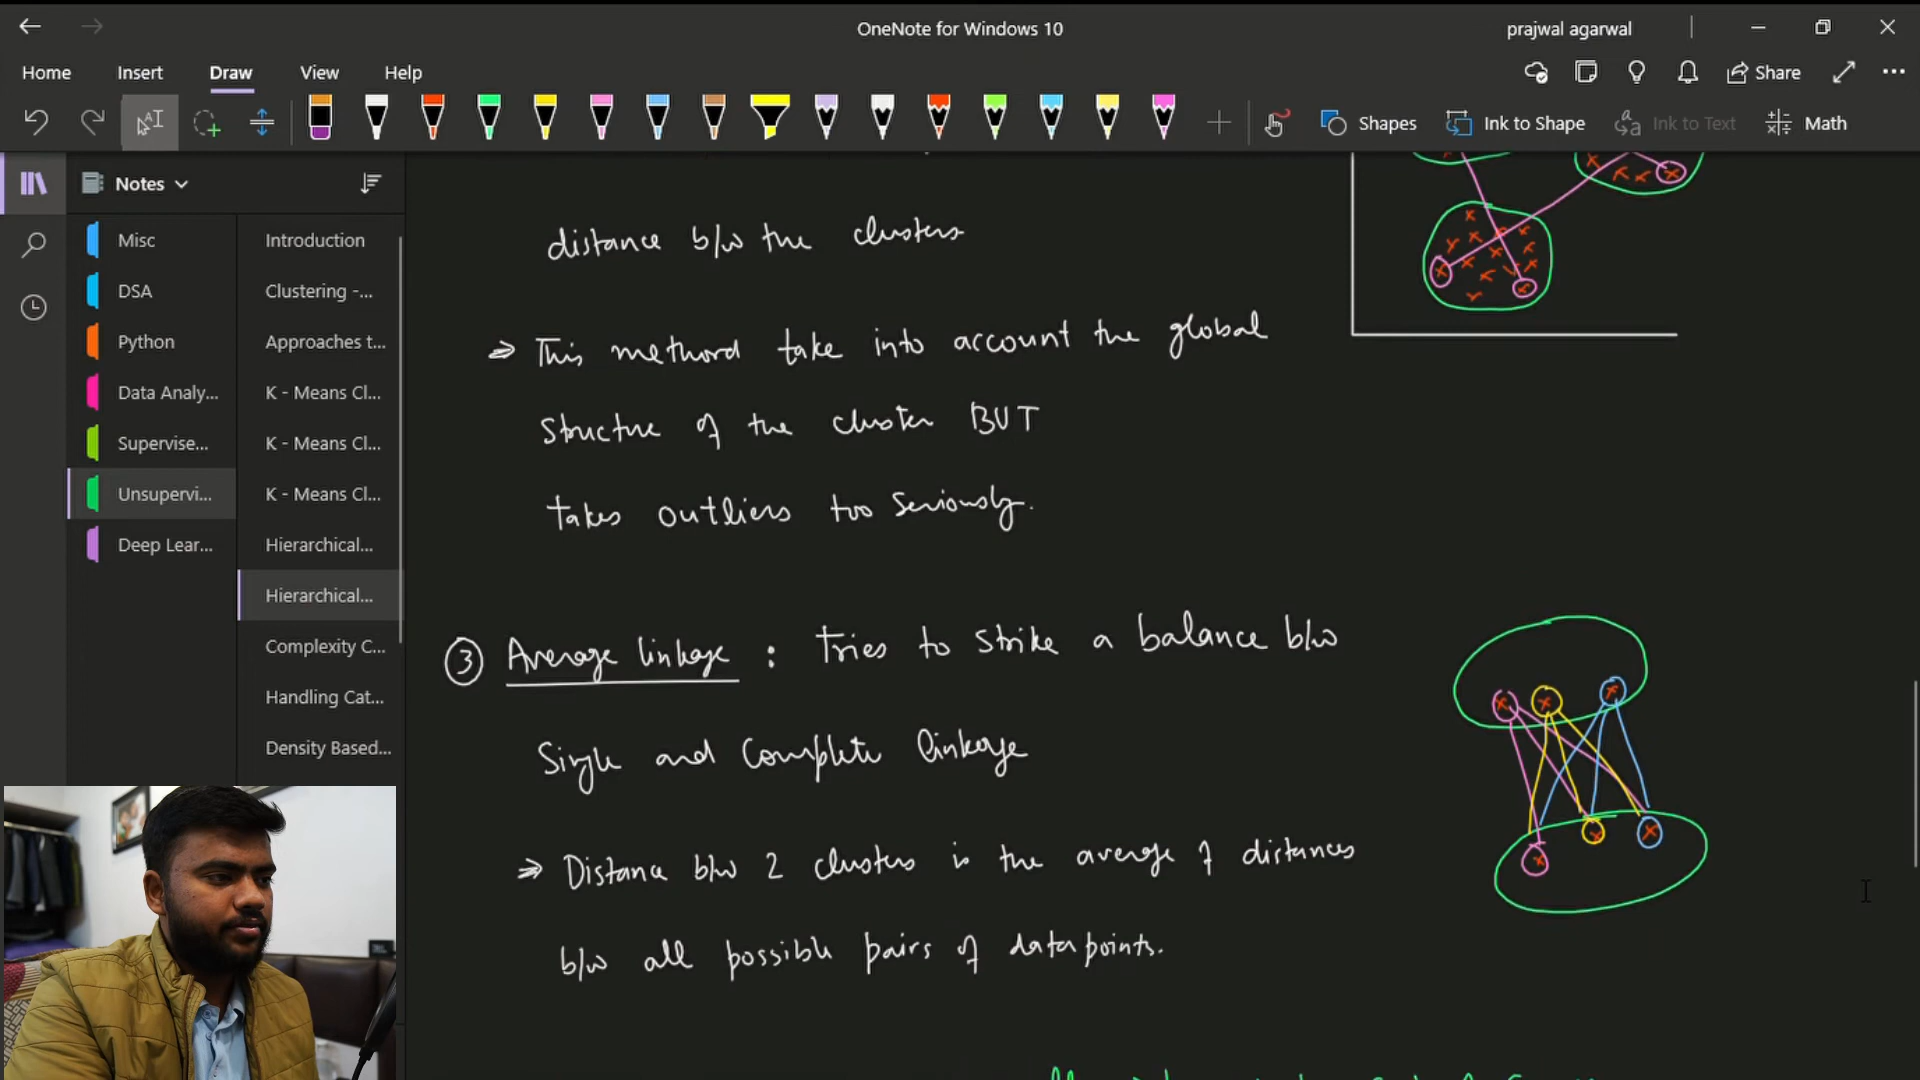 OneNote for Windows 10
prajwal agarwal
Home Insert Draw View Help
Share
Shapes
Ink to Shape
Ink to Text
Math
Notes
Misc
DSA
Python
Data Analy...
Supervise...
Unsupervi...
Deep Lear...
Introduction
Clustering -...
Approaches t...
K - Means Cl...
K - Means Cl...
K - Means Cl...
Hierarchical...
Hierarchical...
Complexity C...
Handling Cat...
Density Based...
distance b/w the clusters
⇒ This method take into account the global
structure of the cluster BUT
takes outliers too seriously.
③ Average linkage : Tries to strike a balance b/w
Single and Complete linkage
⇒ Distance b/w 2 clusters is the average of distances
b/w all possible pairs of datapoints.